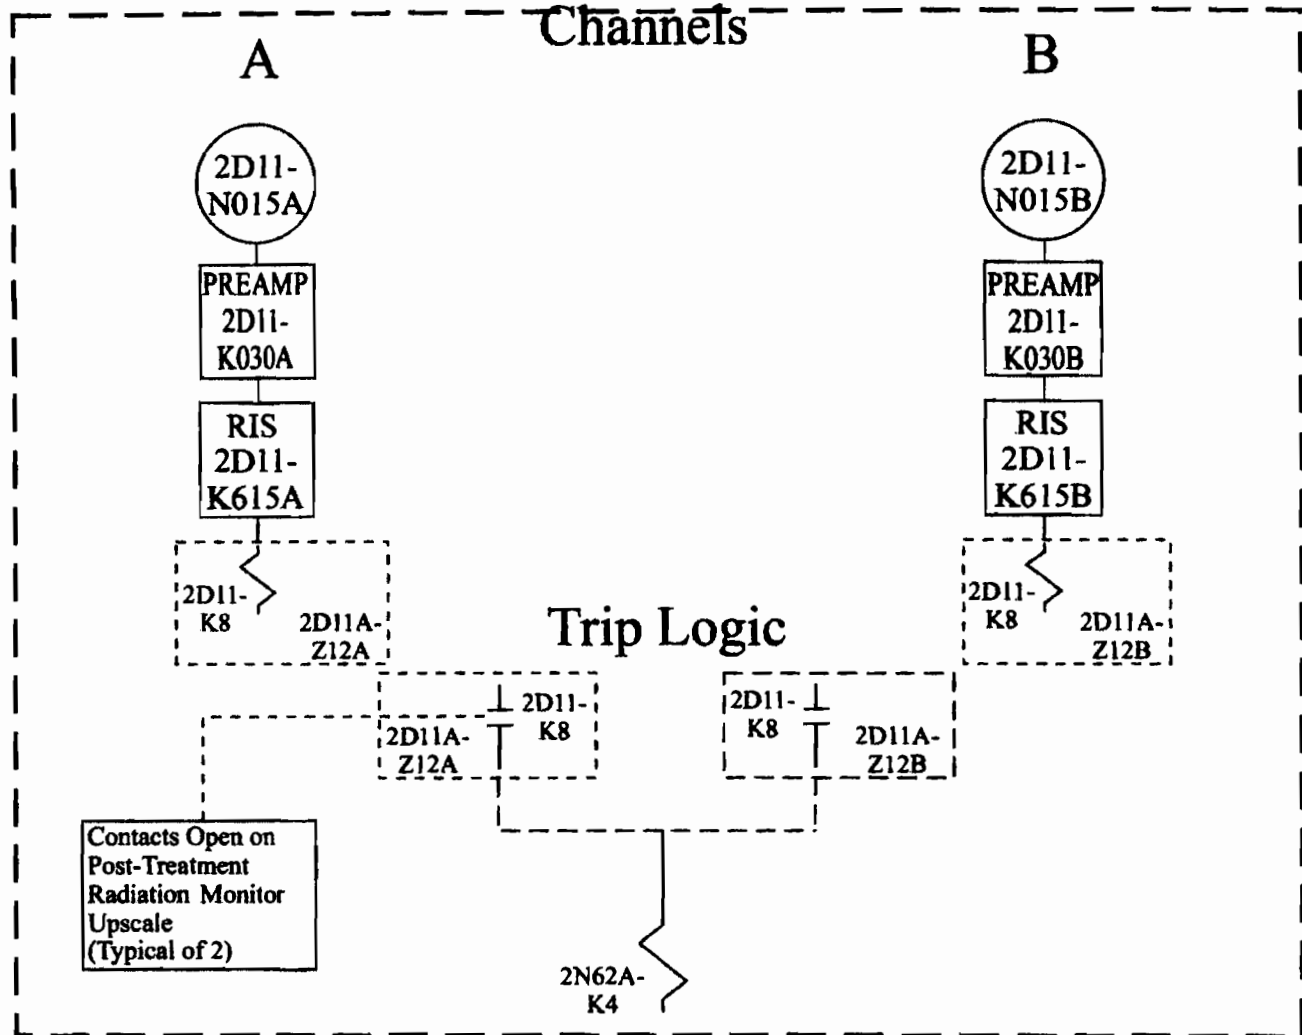 Channels
A
B
2D11-
N015A
PREAMP
2D11-
K030A
RIS
2D11-
K615A
2D11-
K8
2D11A-
Z12A
2D11-
N015B
PREAMP
2D11-
K030B
RIS
2D11-
K615B
2D11-
K8
2D11A-
Z12B
Trip Logic
2D11-
K8
2D11A-
Z12A
2D11-
K8
2D11A-
Z12B
Contacts Open on
Post-Treatment
Radiation Monitor
Upscale
(Typical of 2)
2N62A-
K4